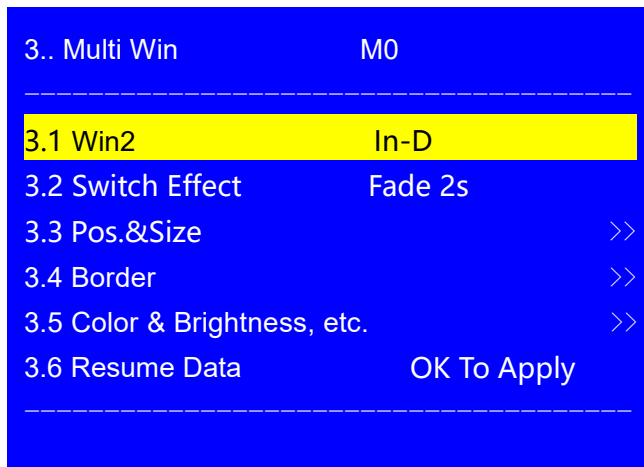 3.. Multi Win M0
3.1 Win2 In-D
3.2 Switch Effect Fade 2s
3.3 Pos.&Size >>
3.4 Border >>
3.5 Color & Brightness, etc. >>
3.6 Resume Data OK To Apply